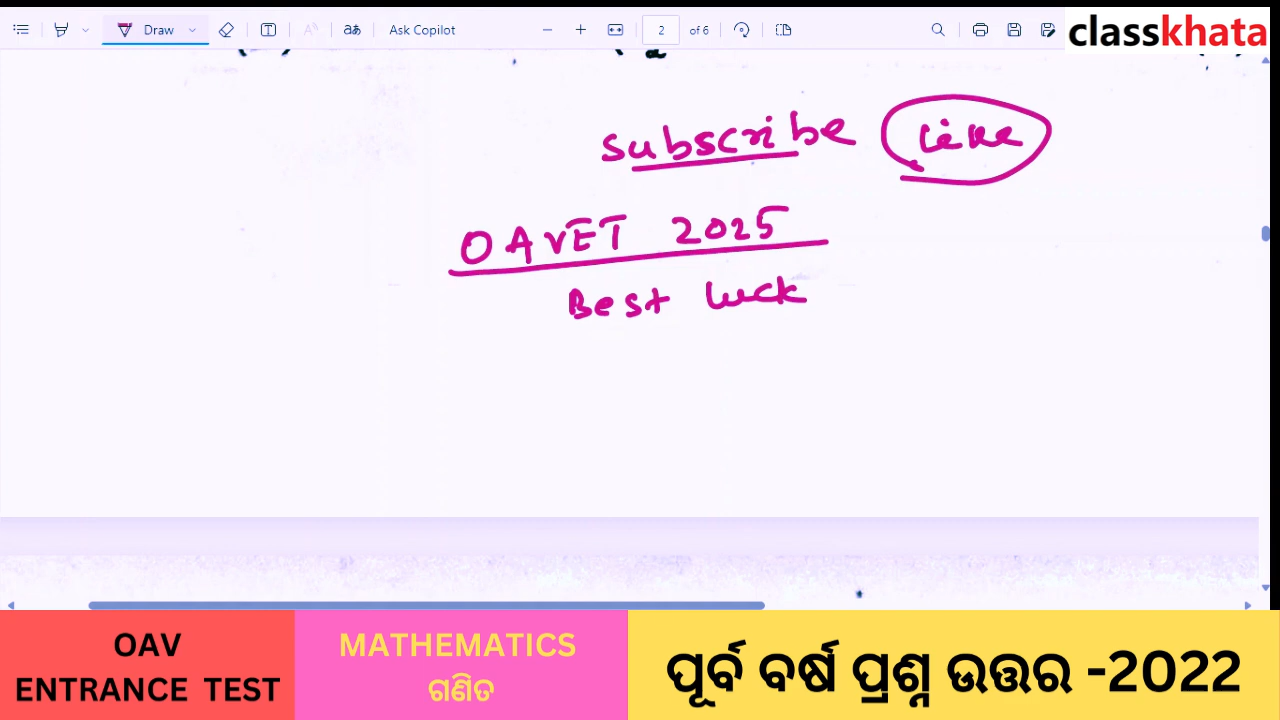 Draw
Ask Copilot
2 of 6
classkhata
Subscribe Like
OAVET 2025
Best luck
OAV
ENTRANCE TEST
MATHEMATICS
ଗଣିତ
ପୂର୍ବ ବର୍ଷ ପ୍ରଶ୍ନ ଉତ୍ତର -2022